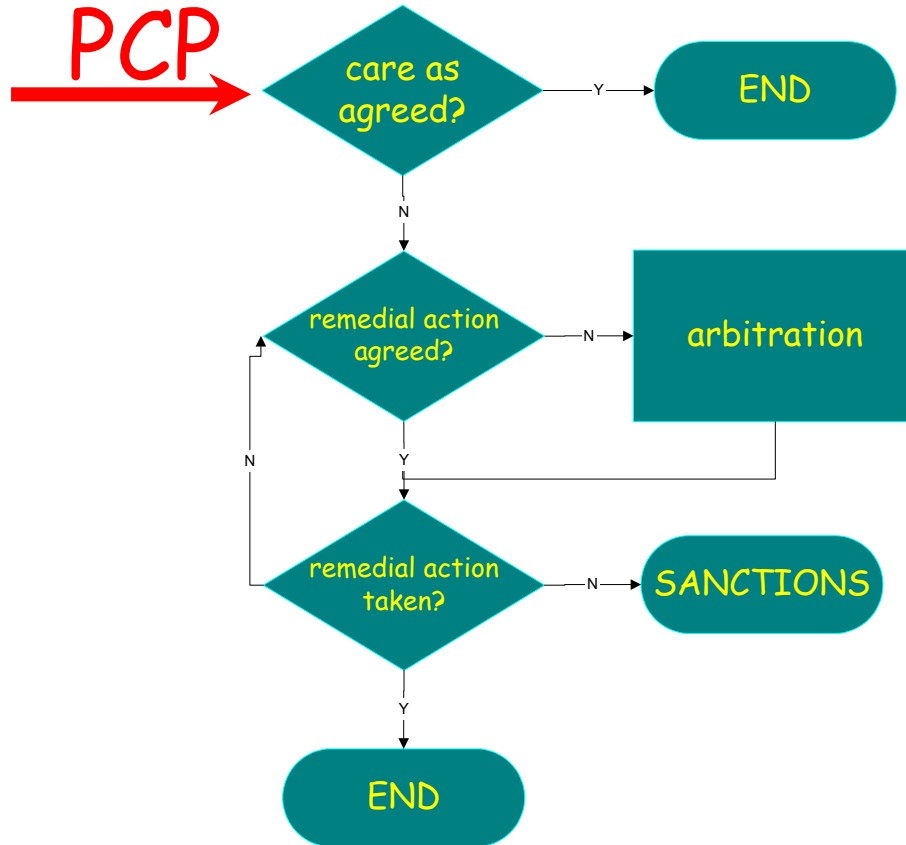 PCP
care as
agreed?
Y
END
N
remedial action
agreed?
N
arbitration
N
Y
remedial action
taken?
N
SANCTIONS
Y
END